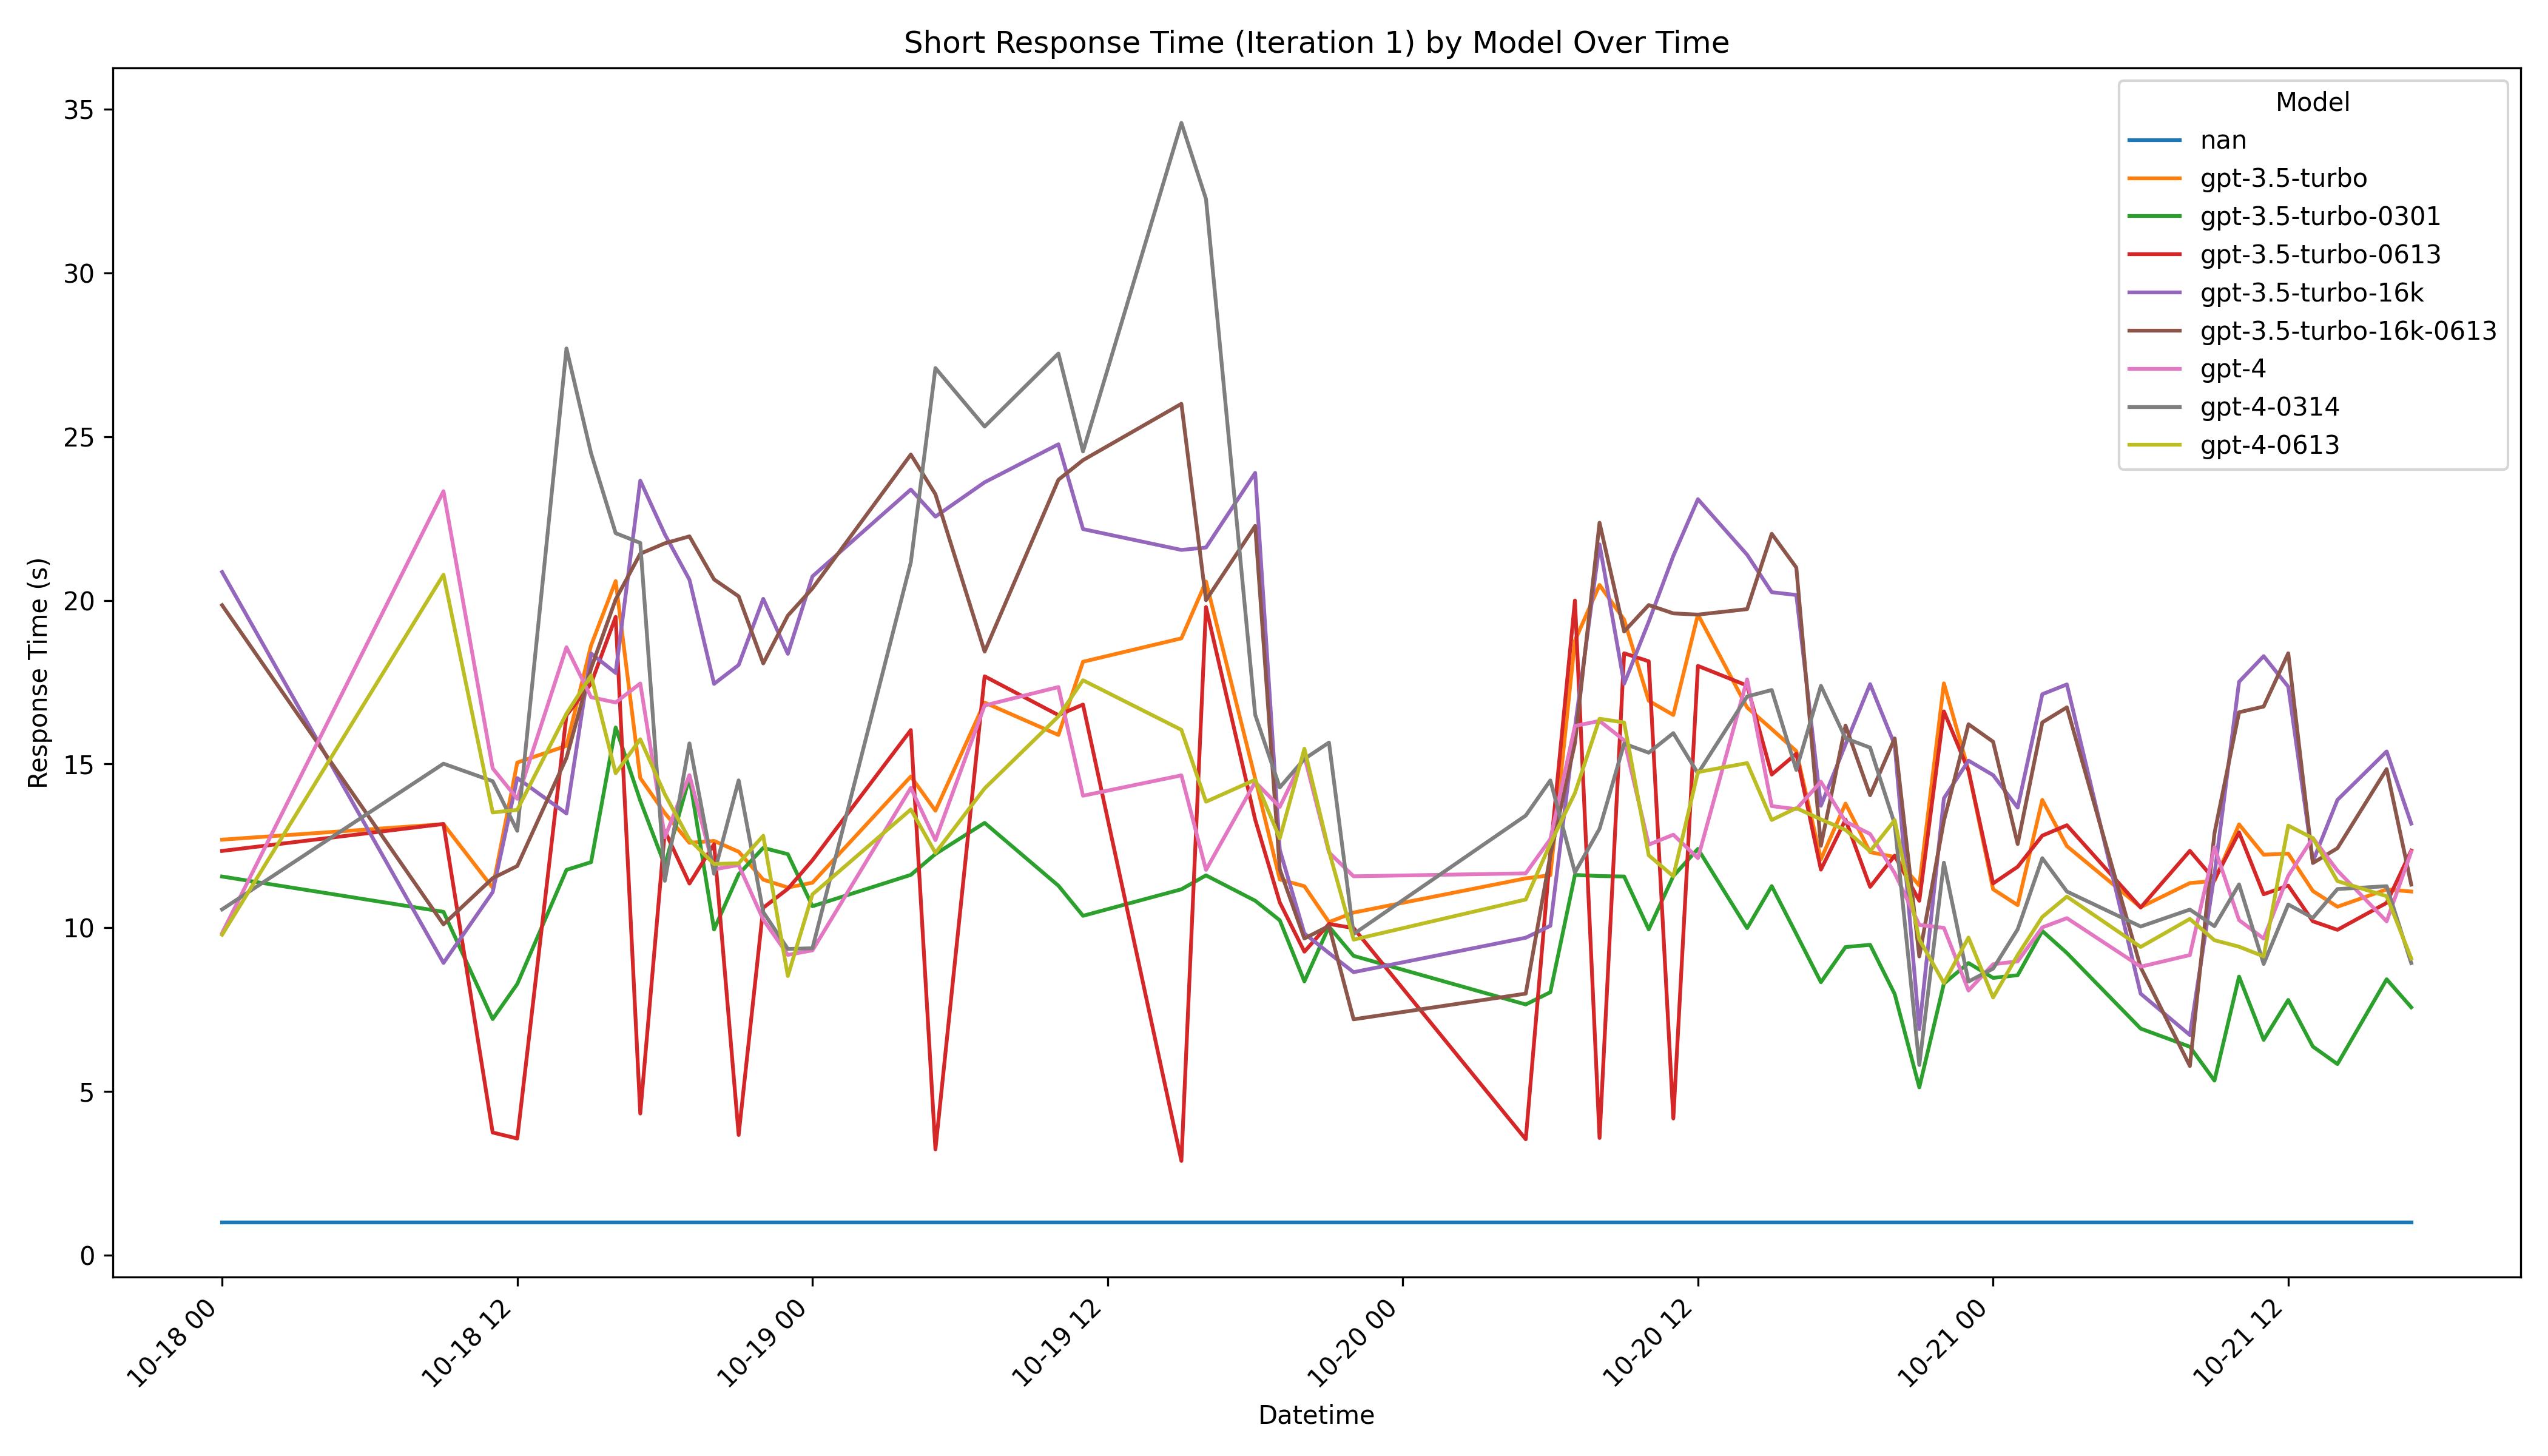 Short Response Time (Iteration 1) by Model Over Time
Model
nan
gpt-3.5-turbo
gpt-3.5-turbo-0301
gpt-3.5-turbo-0613
gpt-3.5-turbo-16k
gpt-3.5-turbo-16k-0613
gpt-4
gpt-4-0314
gpt-4-0613
Response Time (s)
35
30
25
20
15
10
5
0
10-18 00
10-18 12
10-19 00
10-19 12
10-20 00
10-20 12
10-21 00
10-21 12
Datetime